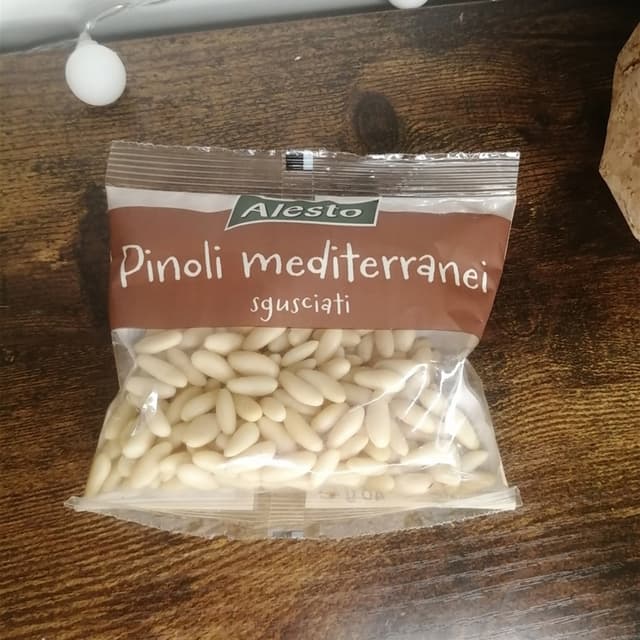 Alesto
Pinoli mediterranei
sgusciati